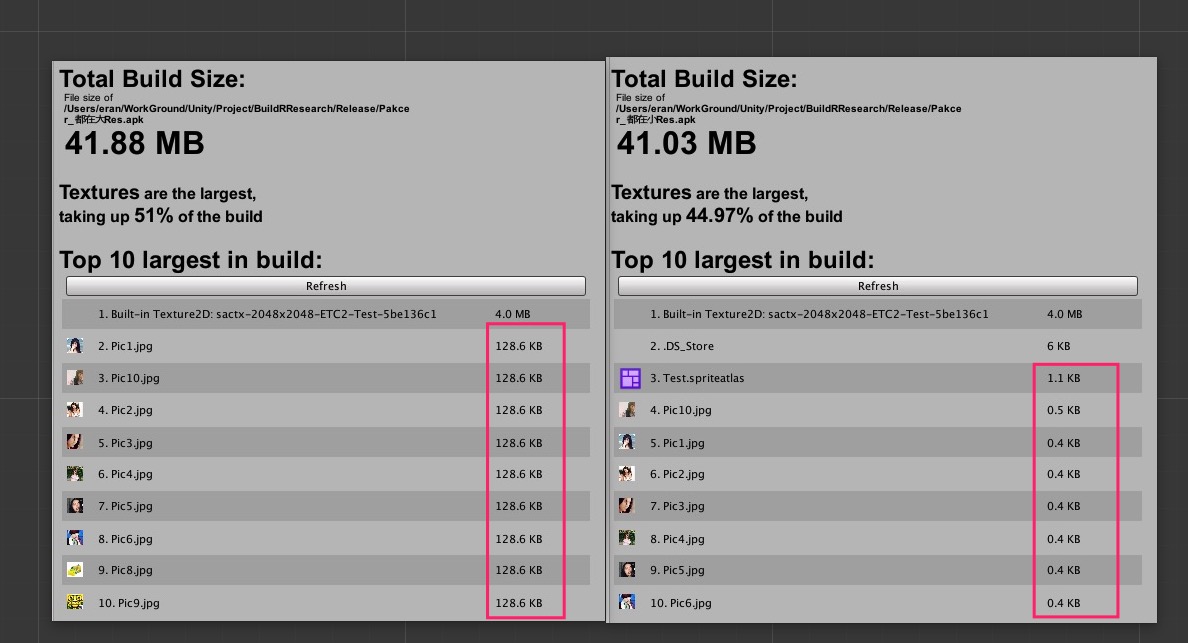 Total Build Size:
File size of
/Users/eran/WorkGround/Unity/Project/BuildRResearch/Release/Pakce
r_都在大Res.apk
41.88 MB
Textures are the largest,
taking up 51% of the build
Top 10 largest in build:
Refresh
1. Built-in Texture2D: sactx-2048x2048-ETC2-Test-5be136c1 4.0 MB
2. Pic1.jpg 128.6 KB
3. Pic10.jpg 128.6 KB
4. Pic2.jpg 128.6 KB
5. Pic3.jpg 128.6 KB
6. Pic4.jpg 128.6 KB
7. Pic5.jpg 128.6 KB
8. Pic6.jpg 128.6 KB
9. Pic8.jpg 128.6 KB
10. Pic9.jpg 128.6 KB
Total Build Size:
File size of
/Users/eran/WorkGround/Unity/Project/BuildRResearch/Release/Pakce
r_都在小Res.apk
41.03 MB
Textures are the largest,
taking up 44.97% of the build
Top 10 largest in build:
Refresh
1. Built-in Texture2D: sactx-2048x2048-ETC2-Test-5be136c1 4.0 MB
2. .DS_Store 6 KB
3. Test.spriteatlas 1.1 KB
4. Pic10.jpg 0.5 KB
5. Pic1.jpg 0.4 KB
6. Pic2.jpg 0.4 KB
7. Pic3.jpg 0.4 KB
8. Pic4.jpg 0.4 KB
9. Pic5.jpg 0.4 KB
10. Pic6.jpg 0.4 KB